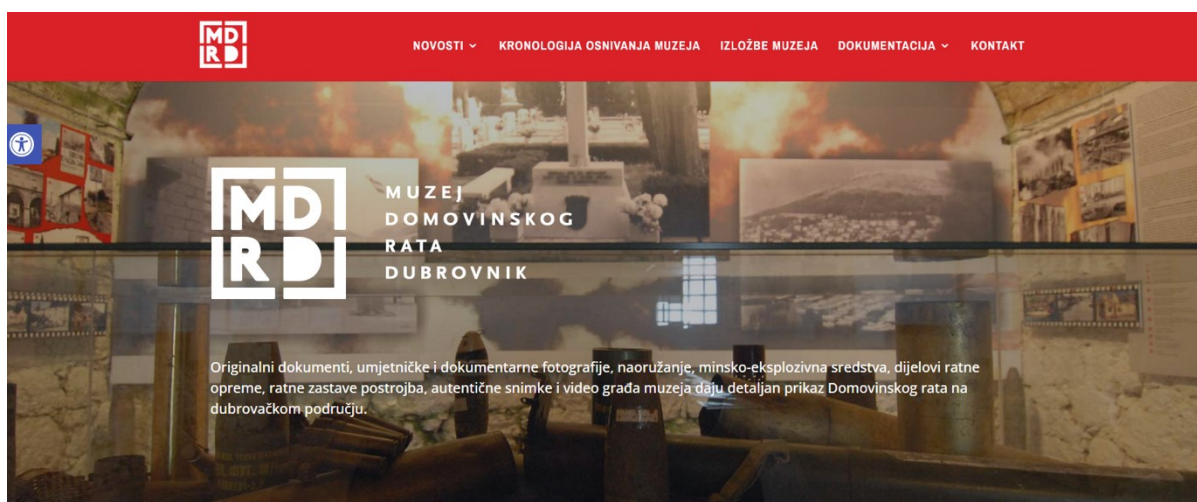 MD
RD
NOVOSTI
KRONOLOGIJA OSNIVANJA MUZEJA
IZLOŽBE MUZEJA
DOKUMENTACIJA
KONTAKT
MD
RD
MUZEJ
DOMOVINSKOG
RATA
DUBROVNIK
Originalni dokumenti, umjetničke i dokumentarne fotografije, naoružanje, minsko-eksplozivna sredstva, dijelovi ratne
opreme, ratne zastave postrojba, autentične snimke i video građa muzeja daju detaljan prikaz Domovinskog rata na
dubrovačkom području.